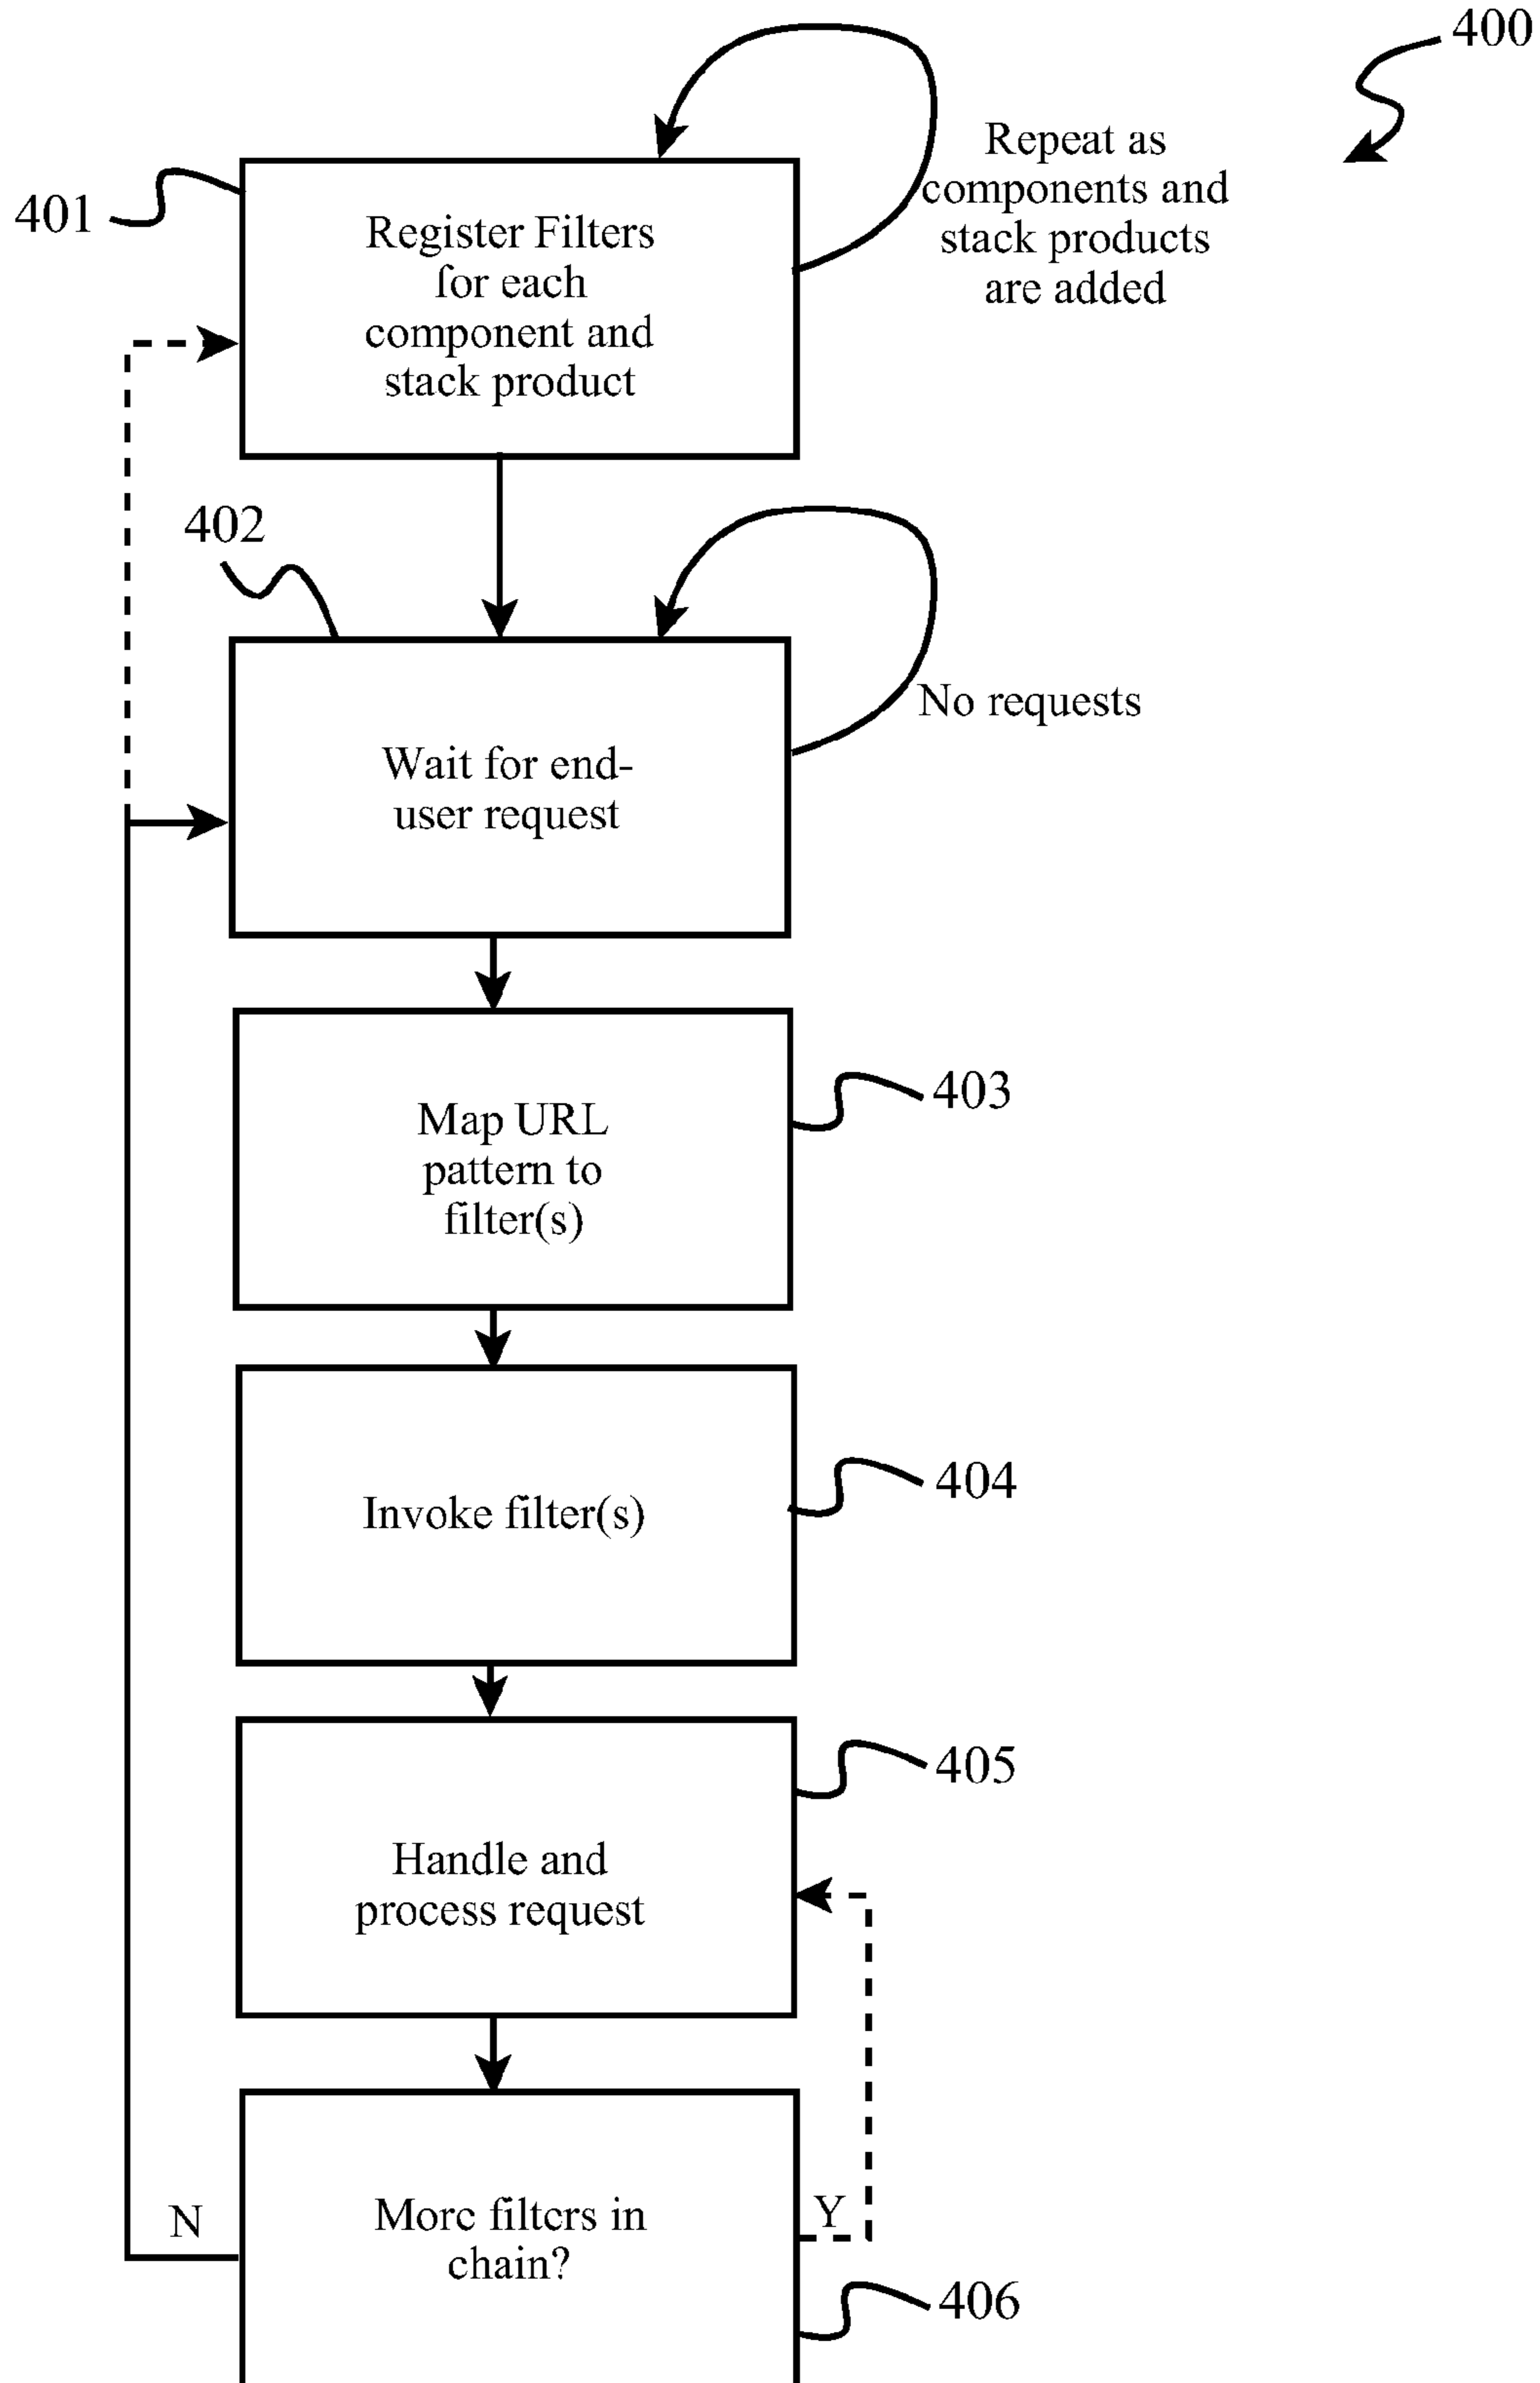 400
401
Register Filters
for each
component and
stack product
Repeat as
components and
stack products
are added
402
Wait for end-
user request
No requests
Map URL
pattern to
filter(s)
403
Invoke filter(s)
404
405
Handle and
process request
More filters in
chain?
N
Y
406